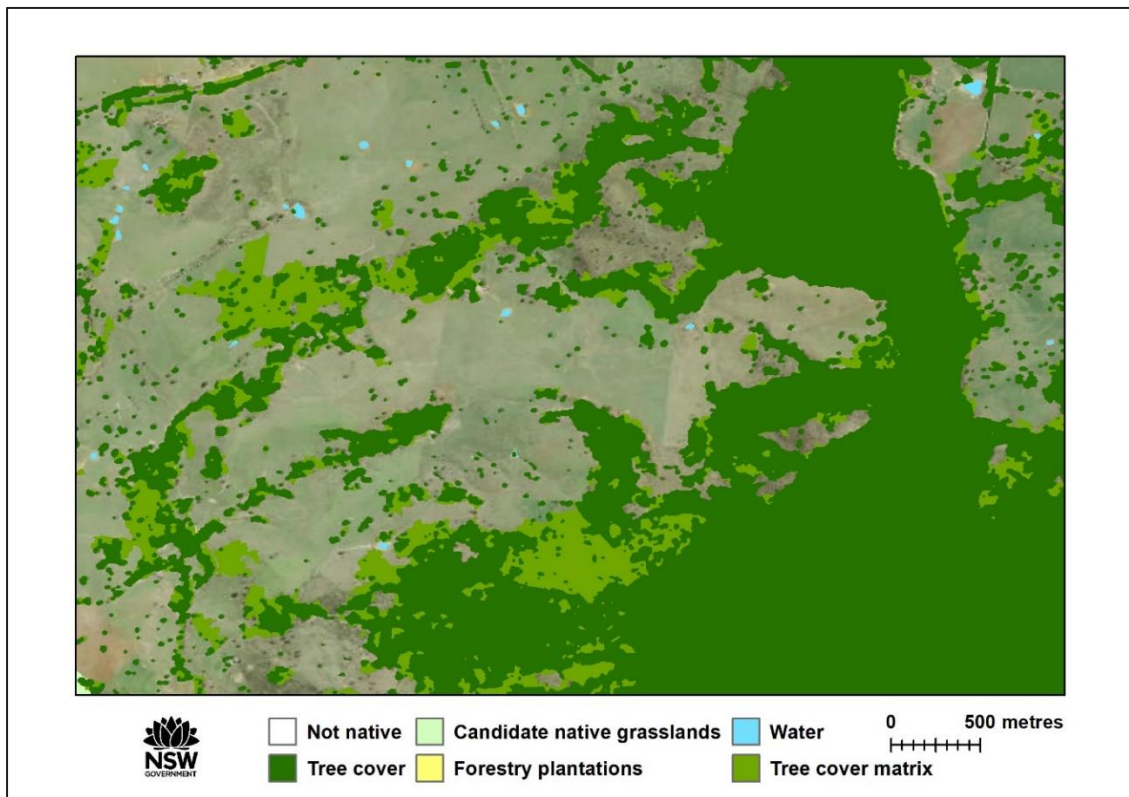 0 500 metres
Not native Candidate native grasslands Water
NSW
GOVERNMENT
Tree cover Forestry plantations Tree cover matrix